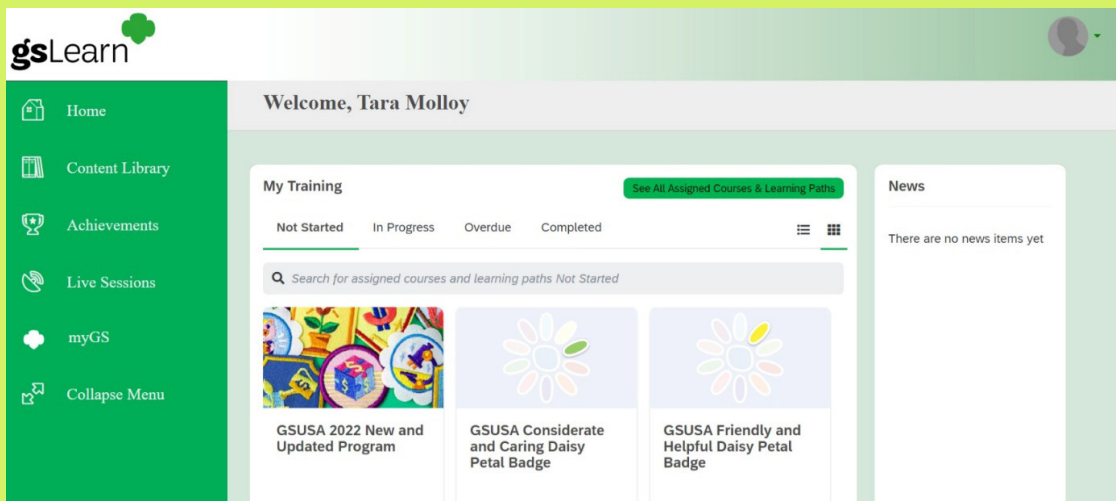 gsLearn
Home
Content Library
Achievements
Live Sessions
myGS
Collapse Menu
Welcome, Tara Molloy
My Training
See All Assigned Courses & Learning Paths
Not Started
In Progress
Overdue
Completed
Search for assigned courses and learning paths Not Started
GSUSA 2022 New and
Updated Program
GSUSA Considerate
and Caring Daisy
Petal Badge
GSUSA Friendly and
Helpful Daisy Petal
Badge
News
There are no news items yet